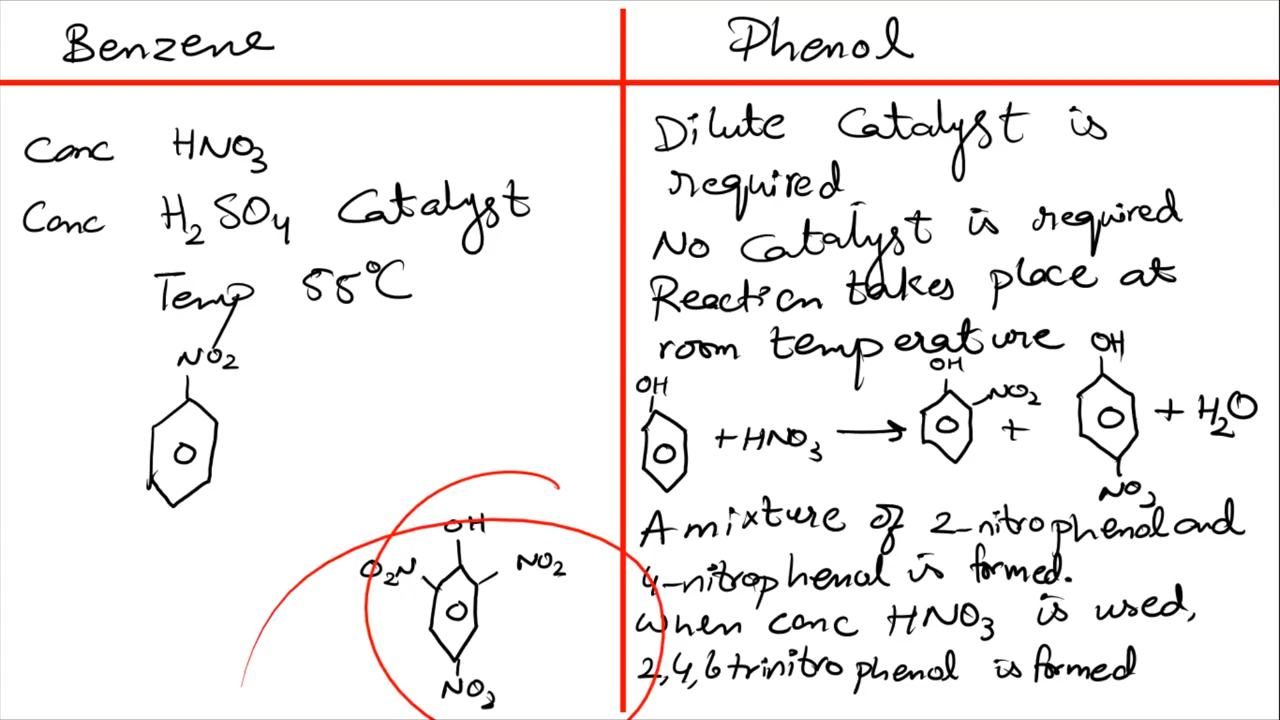 Benzene
Conc HNO3
Conc H2SO4 Catalyst
Temp 55°C
NO2
OH
O2N
NO2
NO3
Phenol
Dilute Catalyst is
required
No Catalyst is required
Reaction takes place at
room temperature
OH
+ HNO3
OH
NO2
+
OH
NO3
+ H2O
A mixture of 2-nitrophenol and
4-nitrophenol is formed.
When conc HNO3 is used,
2,4,6 trinitrophenol is formed